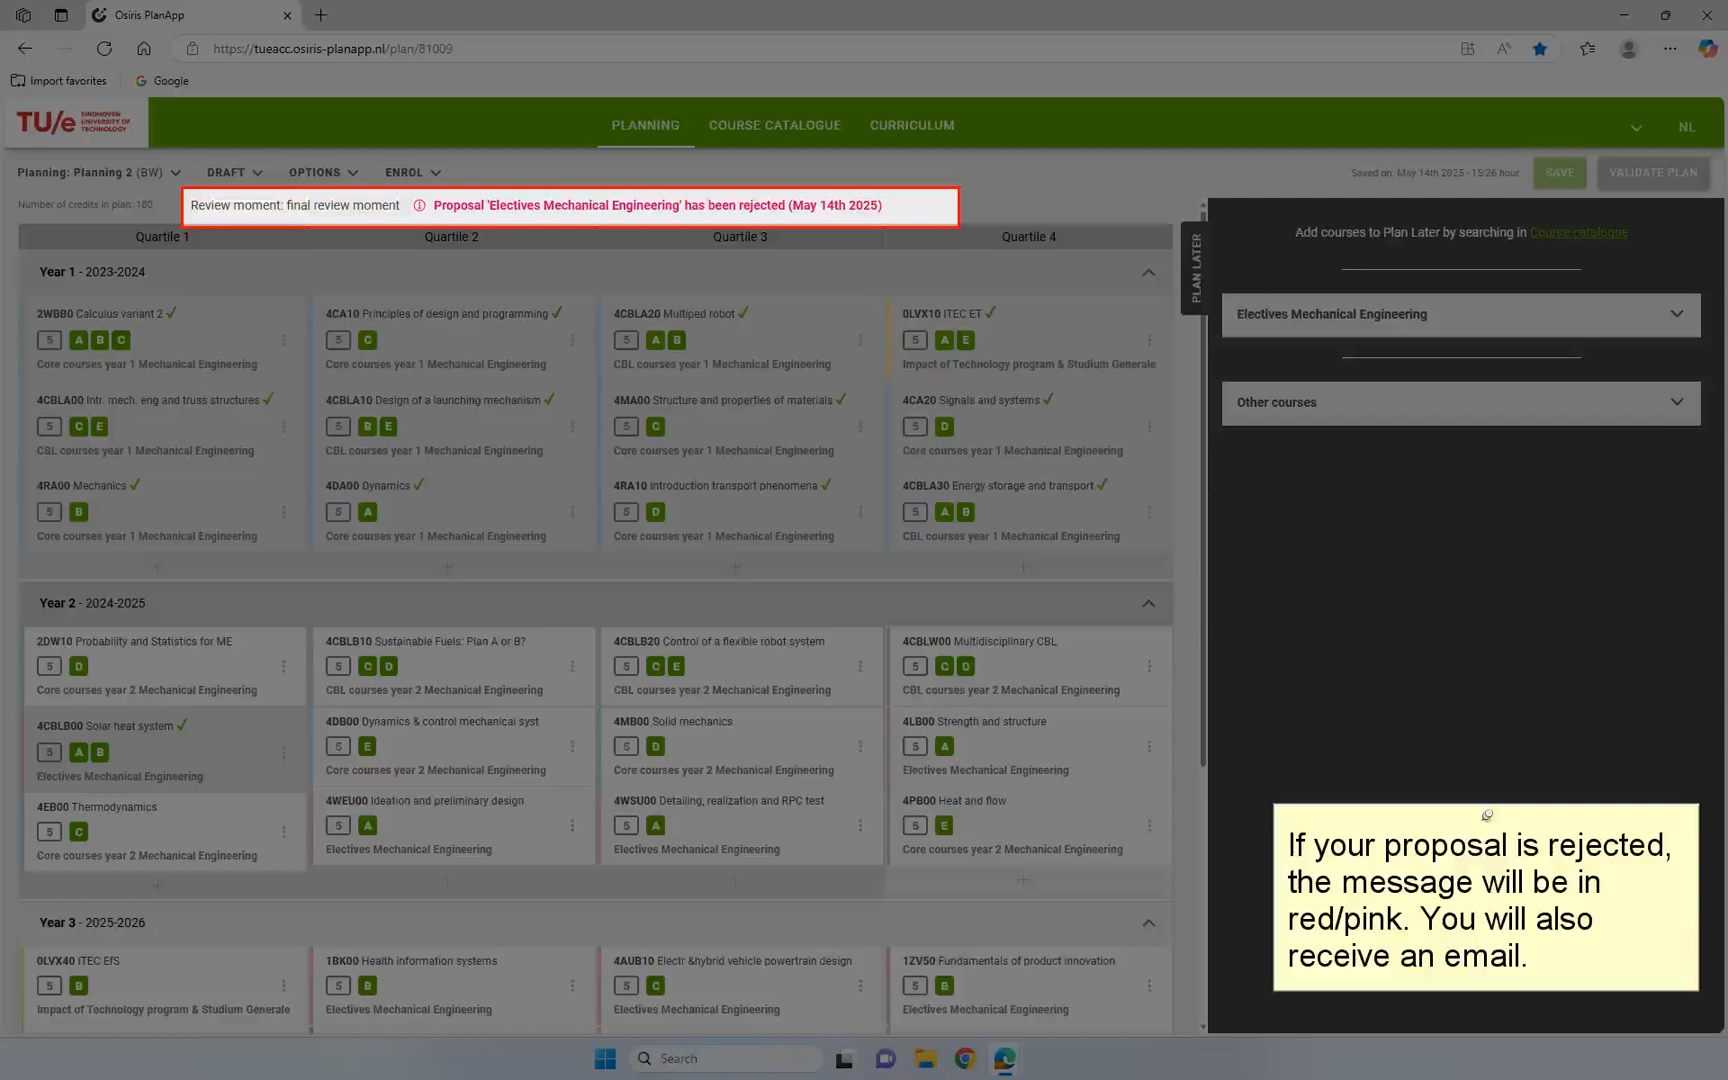 Osiris PlanApp
https://tueacc.osiris-planapp.nl/plan/81009
Import favorites
Google
TU/e EINDHOVEN UNIVERSITY OF TECHNOLOGY
PLANNING COURSE CATALOGUE CURRICULUM NL
Planning: Planning 2 (BW) DRAFT OPTIONS ENROL
Saved on: May 14th 2025 - 15:26 hour SAVE VALIDATE PLAN
Number of credits in plan: 180
Review moment: final review moment Proposal 'Electives Mechanical Engineering' has been rejected (May 14th 2025)
Quartile 1 Quartile 2 Quartile 3 Quartile 4
Year 1 - 2023-2024
2WBB0 Calculus variant 2
5 A B C
Core courses year 1 Mechanical Engineering
4CA10 Principles of design and programming
5 C
Core courses year 1 Mechanical Engineering
4CBLA20 Multiped robot
5 A B
CBL courses year 1 Mechanical Engineering
0LVX10 ITEC ET
5 A E
Impact of Technology program & Studium Generale
4CBLA00 Intr. mech. eng and truss structures
5 C E
CBL courses year 1 Mechanical Engineering
4CBLA10 Design of a launching mechanism
5 B E
CBL courses year 1 Mechanical Engineering
4MA00 Structure and properties of materials
5 C
Core courses year 1 Mechanical Engineering
4CA20 Signals and systems
5 D
Core courses year 1 Mechanical Engineering
4RA00 Mechanics
5 B
Core courses year 1 Mechanical Engineering
4DA00 Dynamics
5 A
Core courses year 1 Mechanical Engineering
4RA10 Introduction transport phenomena
5 D
Core courses year 1 Mechanical Engineering
4CBLA30 Energy storage and transport
5 A B
CBL courses year 1 Mechanical Engineering
Year 2 - 2024-2025
2DW10 Probability and Statistics for ME
5 D
Core courses year 2 Mechanical Engineering
4CBLB10 Sustainable Fuels: Plan A or B?
5 C D
CBL courses year 2 Mechanical Engineering
4CBLB20 Control of a flexible robot system
5 C E
CBL courses year 2 Mechanical Engineering
4CBLW00 Multidisciplinary CBL
5 C D
CBL courses year 2 Mechanical Engineering
4CBLB00 Solar heat system
5 A B
Electives Mechanical Engineering
4DB00 Dynamics & control mechanical syst
5 E
Core courses year 2 Mechanical Engineering
4MB00 Solid mechanics
5 D
Core courses year 2 Mechanical Engineering
4LB00 Strength and structure
5 A
Electives Mechanical Engineering
4EB00 Thermodynamics
5 C
Core courses year 2 Mechanical Engineering
4WEU00 Ideation and preliminary design
5 A
Electives Mechanical Engineering
4WSU00 Detailing, realization and RPC test
5 A
Electives Mechanical Engineering
4PB00 Heat and flow
5 E
Core courses year 2 Mechanical Engineering
Year 3 - 2025-2026
0LVX40 ITEC EfS
5 B
Impact of Technology program & Studium Generale
1BK00 Health information systems
5 B
Electives Mechanical Engineering
4AUB10 Electr &hybrid vehicle powertrain design
5 C
Electives Mechanical Engineering
1ZV50 Fundamentals of product innovation
5 B
Electives Mechanical Engineering
PLAN LATER
Add courses to Plan Later by searching in Course catalogue
Electives Mechanical Engineering
Other courses
If your proposal is rejected,
the message will be in
red/pink. You will also
receive an email.
Search